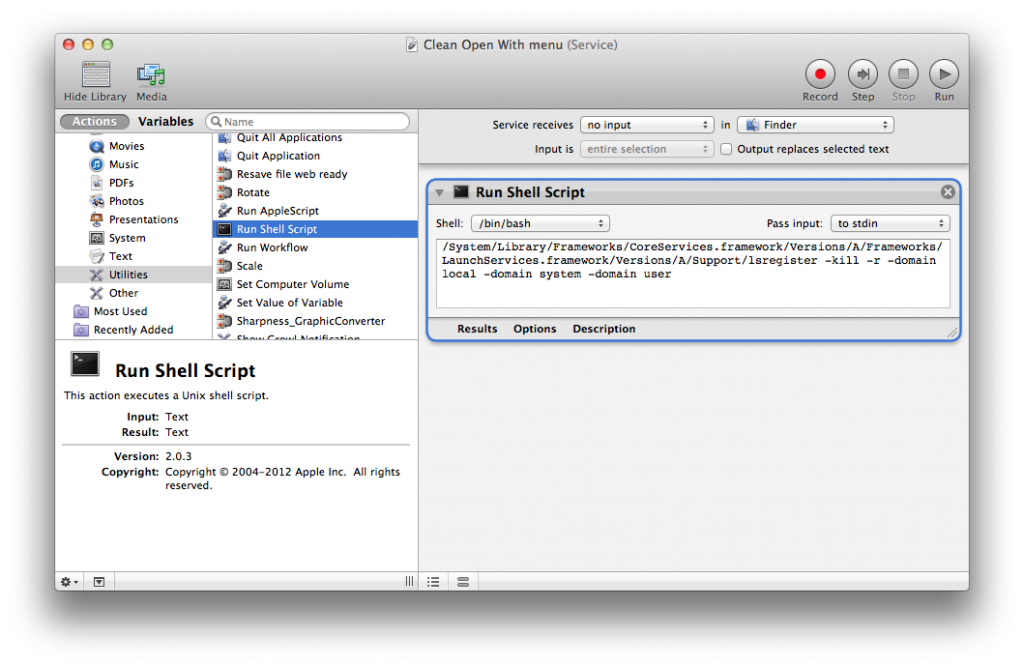 Clean Open With menu (Service)
Hide Library
Media
Record
Step
Stop
Run
Actions
Variables
Name
Movies
Music
PDFs
Photos
Presentations
System
Text
Utilities
Other
Most Used
Recently Added
Quit All Applications
Quit Application
Resave file web ready
Rotate
Run AppleScript
Run Shell Script
Run Workflow
Scale
Set Computer Volume
Set Value of Variable
Sharpness_GraphicConverter
Show Growl Notification
Run Shell Script
This action executes a Unix shell script.
Input: Text
Result: Text
Version: 2.0.3
Copyright: Copyright © 2004–2012 Apple Inc. All rights
reserved.
Service receives no input in Finder
Input is entire selection Output replaces selected text
Run Shell Script
Shell: /bin/bash Pass input: to stdin
/System/Library/Frameworks/CoreServices.framework/Versions/A/Frameworks/
LaunchServices.framework/Versions/A/Support/lsregister -kill -r -domain
local -domain system -domain user
Results Options Description